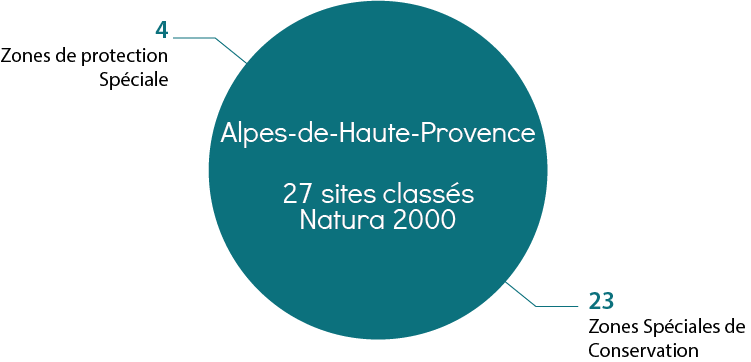 4
Zones de protection
Spéciale
Alpes-de-Haute-Provence
27 sites classés
Natura 2000
23
Zones Spéciales de
Conservation